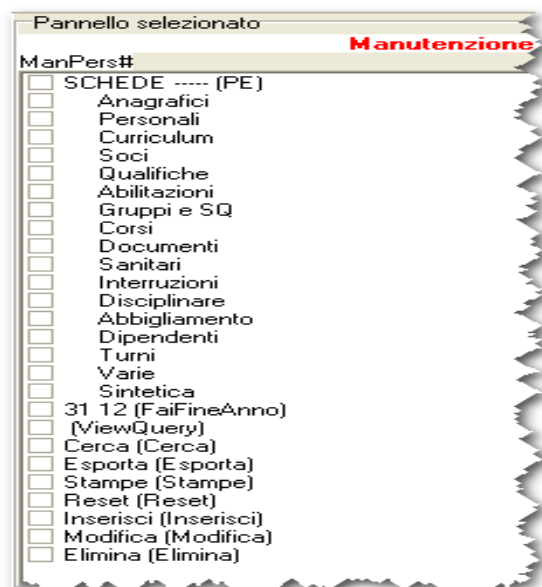 Pannello selezionato
Manutenzione
ManPers#
SCHEDE ----- (PE)
Anagrafici
Personali
Curriculum
Soci
Qualifiche
Abilitazioni
Gruppi e SQ
Corsi
Documenti
Sanitari
Interruzioni
Disciplinare
Abbigliamento
Dipendenti
Turni
Varie
Sintetica
31 12 (FaiFineAnno)
(ViewQuery)
Cerca (Cerca)
Esporta (Esporta)
Stampe (Stampe)
Reset (Reset)
Inserisci (Inserisci)
Modifica (Modifica)
Elimina (Elimina)